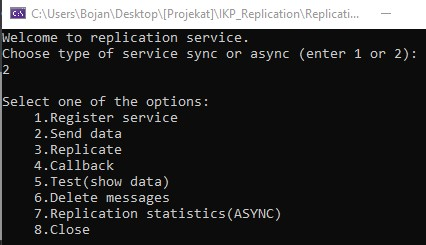 C:\Users\Bojan\Desktop\[Projekat]\IKP_Replication\Replicati...
Welcome to replication service.
Choose type of service sync or async (enter 1 or 2):
2
Select one of the options:
1.Register service
2.Send data
3.Replicate
4.Callback
5.Test(show data)
6.Delete messages
7.Replication statistics(ASYNC)
8.Close